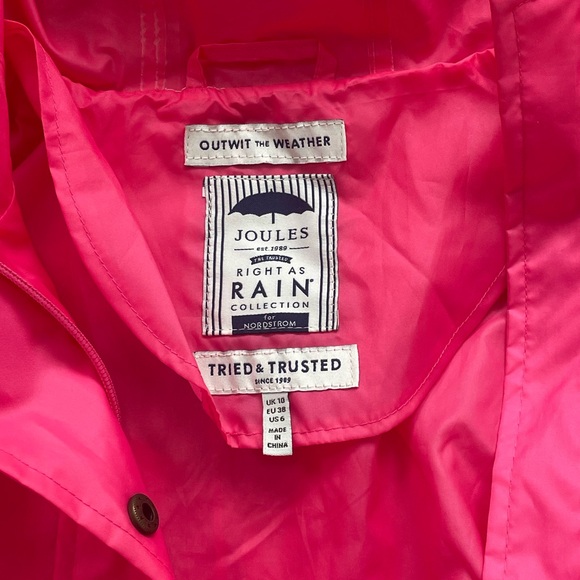 OUTWIT THE WEATHER
JOULES
est. 1989
THE TRUSTED
RIGHT AS
RAIN
COLLECTION
for
NORDSTROM
TRIED & TRUSTED
SINCE 1989
UK 10
EU 38
US 6
MADE
IN
CHINA